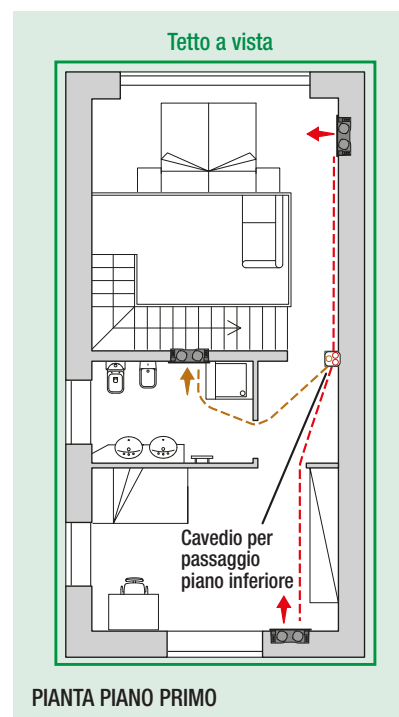 Tetto a vista
Cavedio per
passaggio
piano inferiore
PIANTA PIANO PRIMO